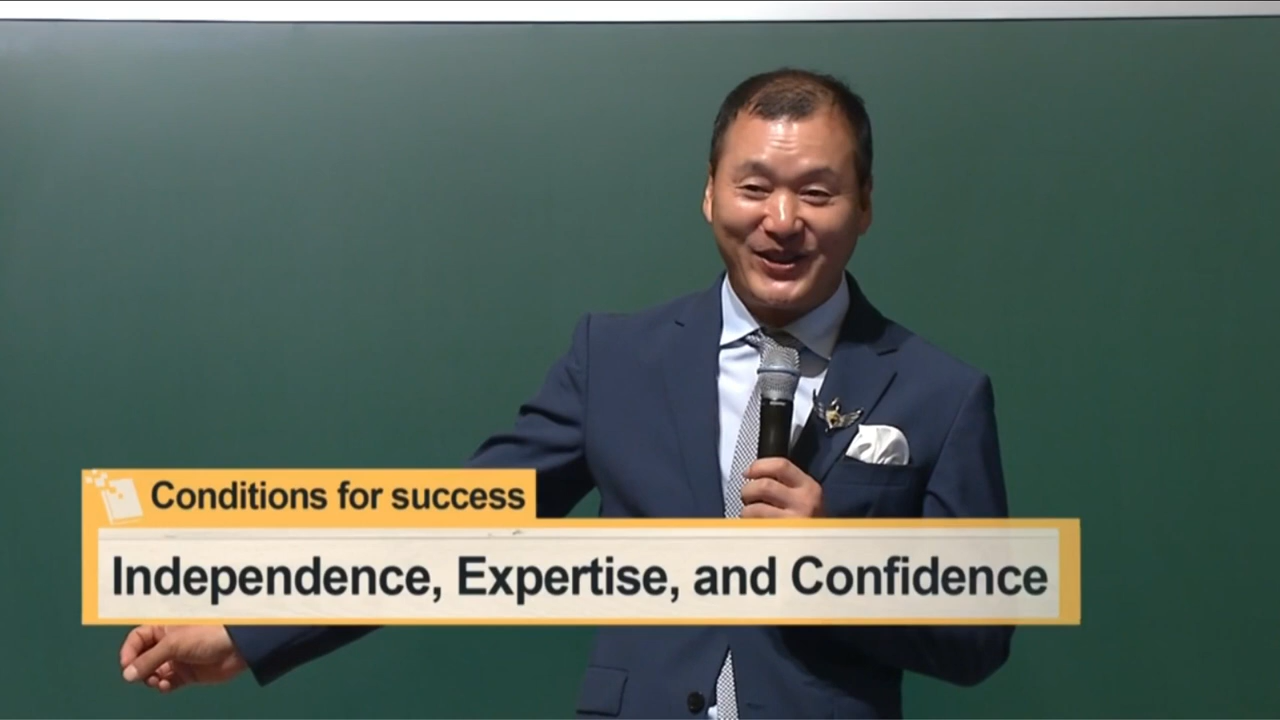 Conditions for success
Independence, Expertise, and Confidence